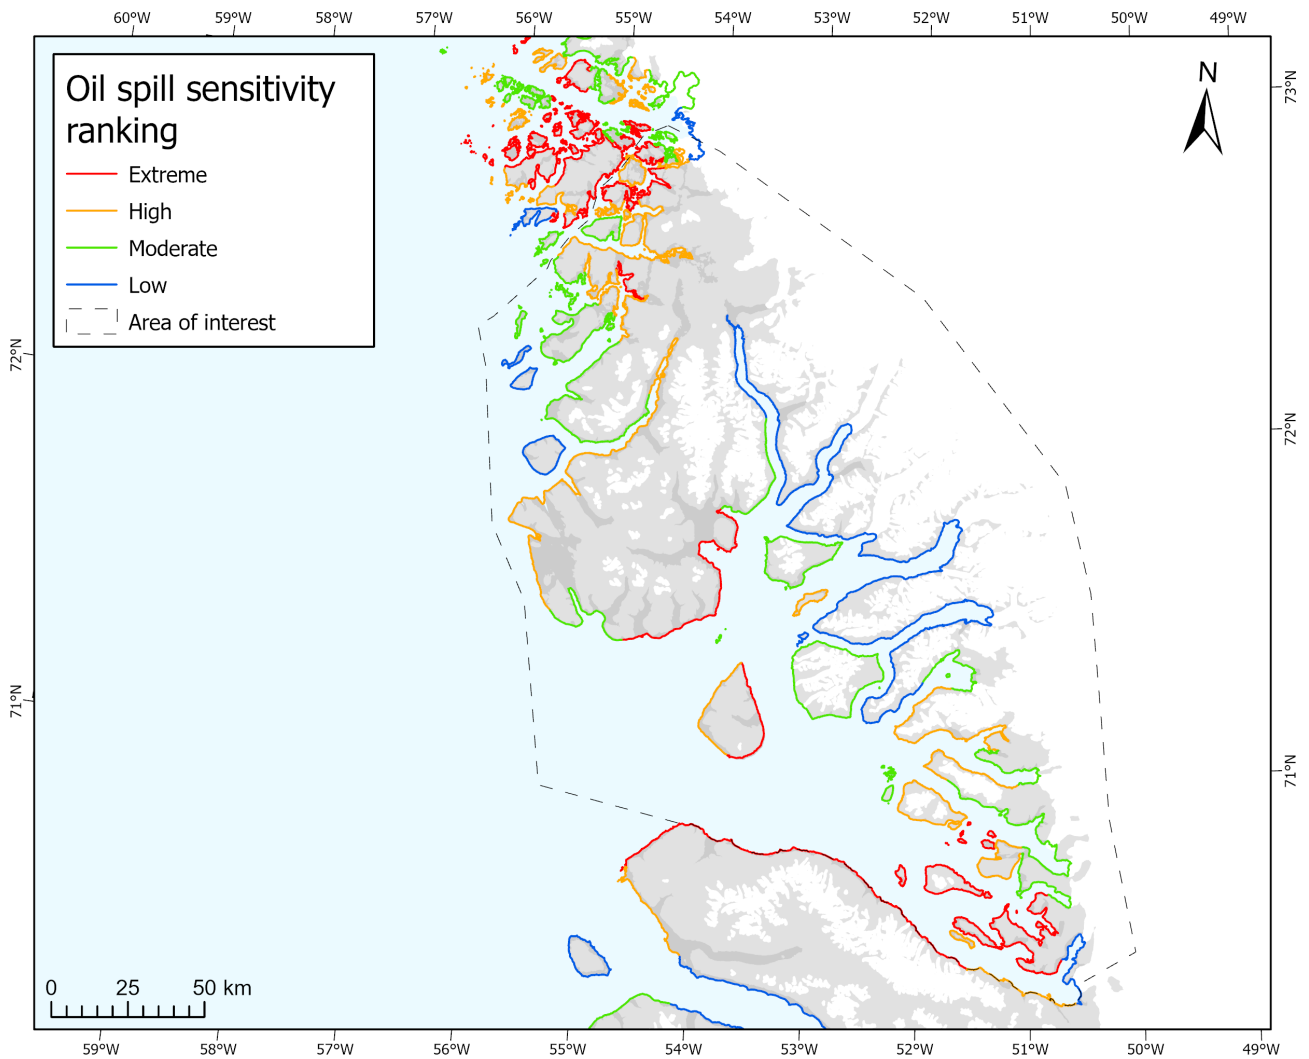 60°W 59°W 58°W 57°W 56°W 55°W 54°W 53°W 52°W 51°W 50°W 49°W
Oil spill sensitivity
ranking
Extreme
High
Moderate
Low
Area of interest
N
73°N
72°N
72°N
71°N
71°N
0 25 50 km
59°W 58°W 57°W 56°W 55°W 54°W 53°W 52°W 51°W 50°W 49°W